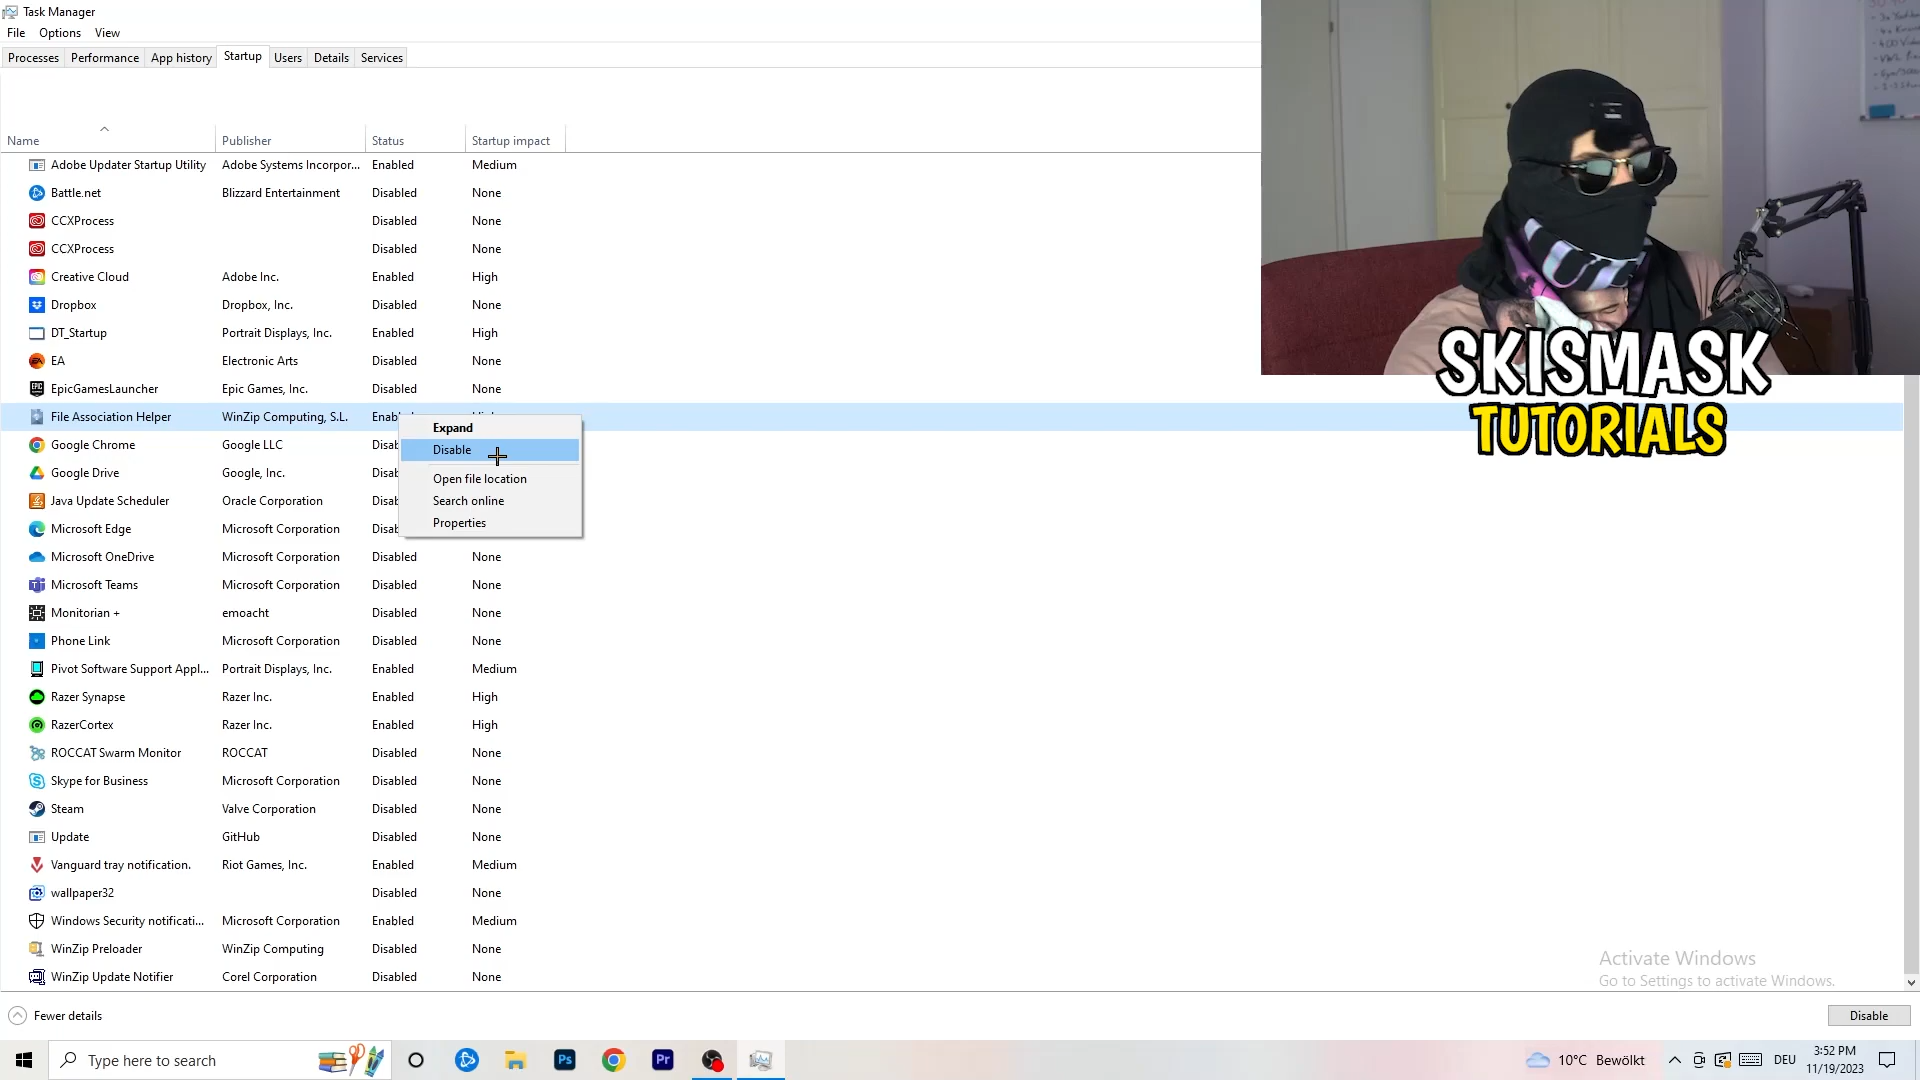 Task Manager
File Options View
Processes Performance App history Startup Users Details Services
Name Publisher Status Startup impact
Adobe Updater Startup Utility Adobe Systems Incorpor... Enabled Medium
Battle.net Blizzard Entertainment Disabled None
CCXProcess Disabled None
CCXProcess Disabled None
Creative Cloud Adobe Inc. Enabled High
Dropbox Dropbox, Inc. Disabled None
DT_Startup Portrait Displays, Inc. Enabled High
EA Electronic Arts Disabled None
EpicGamesLauncher Epic Games, Inc. Disabled None
File Association Helper WinZip Computing, S.L.
Google Chrome Google LLC
Google Drive Google, Inc.
Java Update Scheduler Oracle Corporation
Microsoft Edge Microsoft Corporation
Expand
Disable
Open file location
Search online
Properties
Microsoft OneDrive Microsoft Corporation Disabled None
Microsoft Teams Microsoft Corporation Disabled None
Monitorian + emoacht Disabled None
Phone Link Microsoft Corporation Disabled None
Pivot Software Support Appl... Portrait Displays, Inc. Enabled Medium
Razer Synapse Razer Inc. Enabled High
RazerCortex Razer Inc. Enabled High
ROCCAT Swarm Monitor ROCCAT Disabled None
Skype for Business Microsoft Corporation Disabled None
Steam Valve Corporation Disabled None
Update GitHub Disabled None
Vanguard tray notification. Riot Games, Inc. Enabled Medium
wallpaper32 Disabled None
Windows Security notificati... Microsoft Corporation Enabled Medium
WinZip Preloader WinZip Computing Disabled None
WinZip Update Notifier Corel Corporation Disabled None
SKISMASK
TUTORIALS
Activate Windows
Go to Settings to activate Windows.
Fewer details
Disable
Type here to search
Ps
Pr
10°C Bewölkt
DEU
3:52 PM
11/19/2023